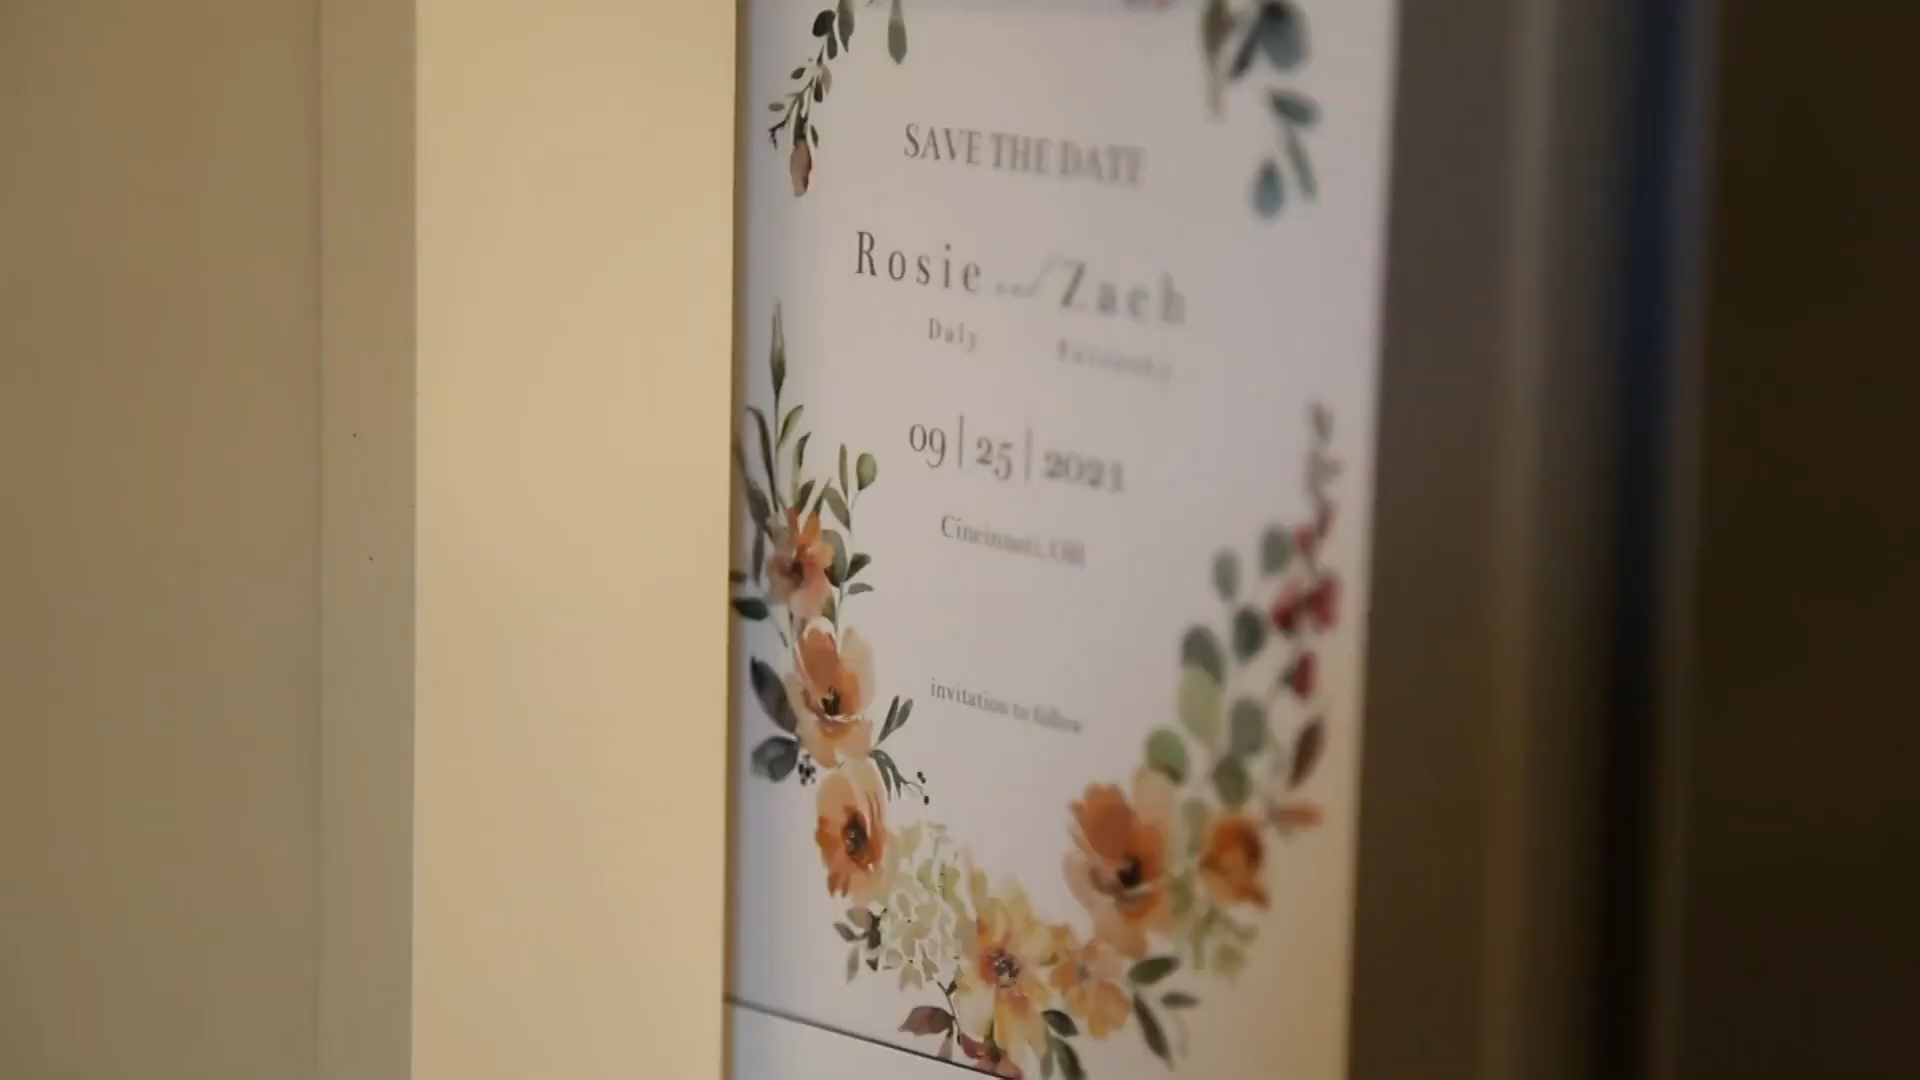 SAVE THE DATE
Rosie and Zach
Daly
09 | 25 | 2021
Cincinnati, OH
invitation to follow